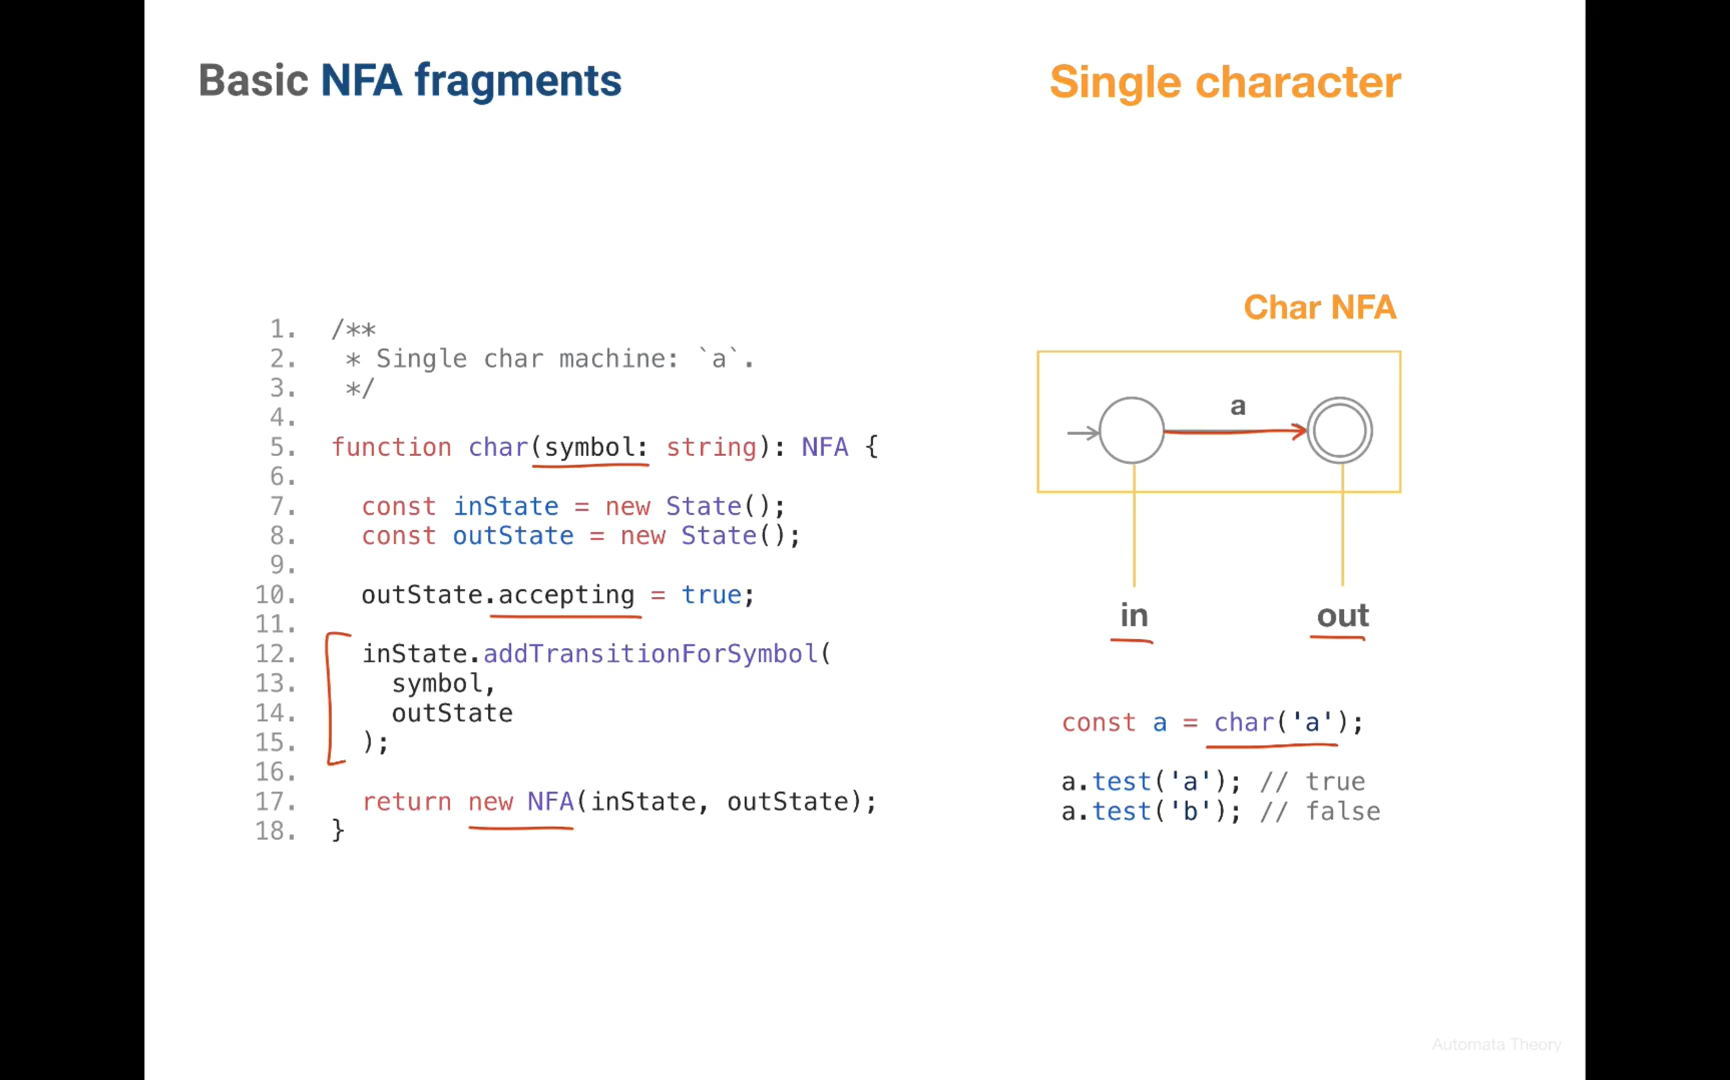 Basic NFA fragments
Single character
1. /**
2.  * Single char machine: `a`.
3.  */
4.
5. function char(symbol: string): NFA {
6.
7.   const inState = new State();
8.   const outState = new State();
9.
10.   outState.accepting = true;
11.
12.   inState.addTransitionForSymbol(
13.     symbol,
14.     outState
15.   );
16.
17.   return new NFA(inState, outState);
18. }
Char NFA
a
in out
const a = char('a');
a.test('a'); // true
a.test('b'); // false
Automata Theory